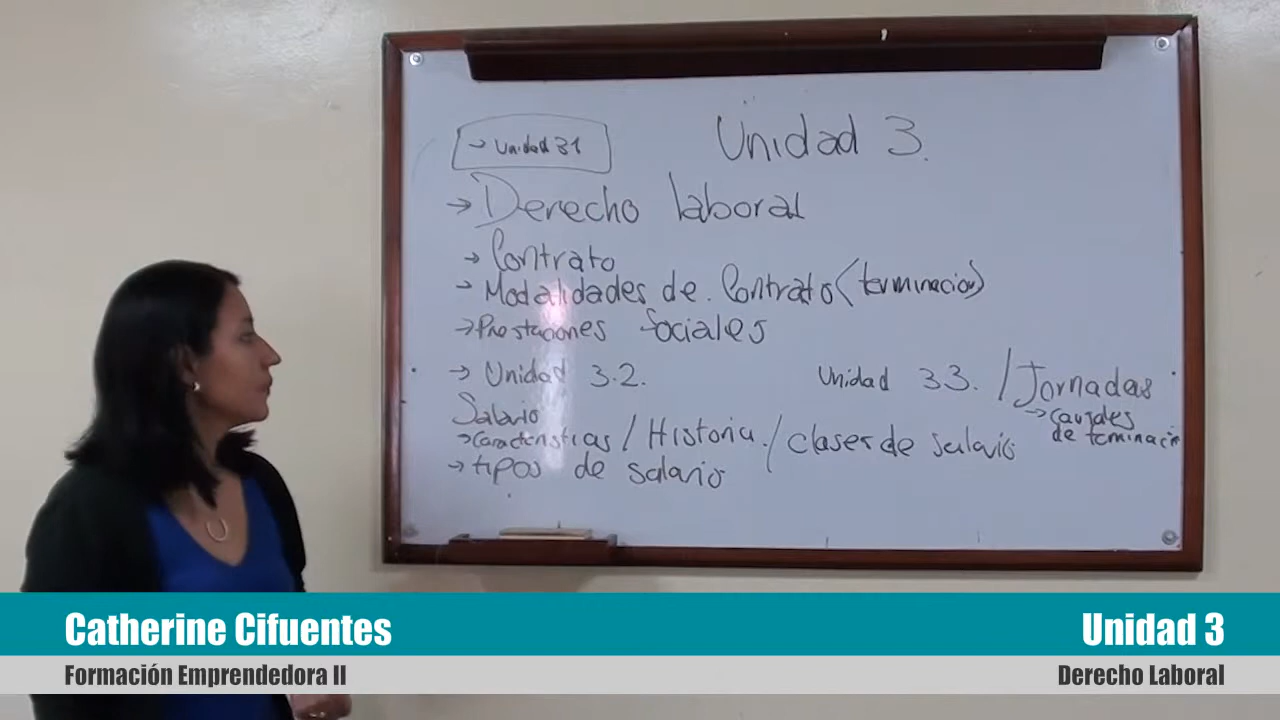 Unidad 3.
→ Unidad 3.1
→ Derecho laboral
→ Contrato
→ Modalidades de Contrato (terminacion)
→ Prestaciones Sociales
→ Unidad 3.2.
Salario
→ Caracteristicas / Historia. / clases de salario
→ tipos de salario
Unidad 3.3. / Jornadas
→ Causales
de terminación
Catherine Cifuentes
Formación Emprendedora II
Unidad 3
Derecho Laboral